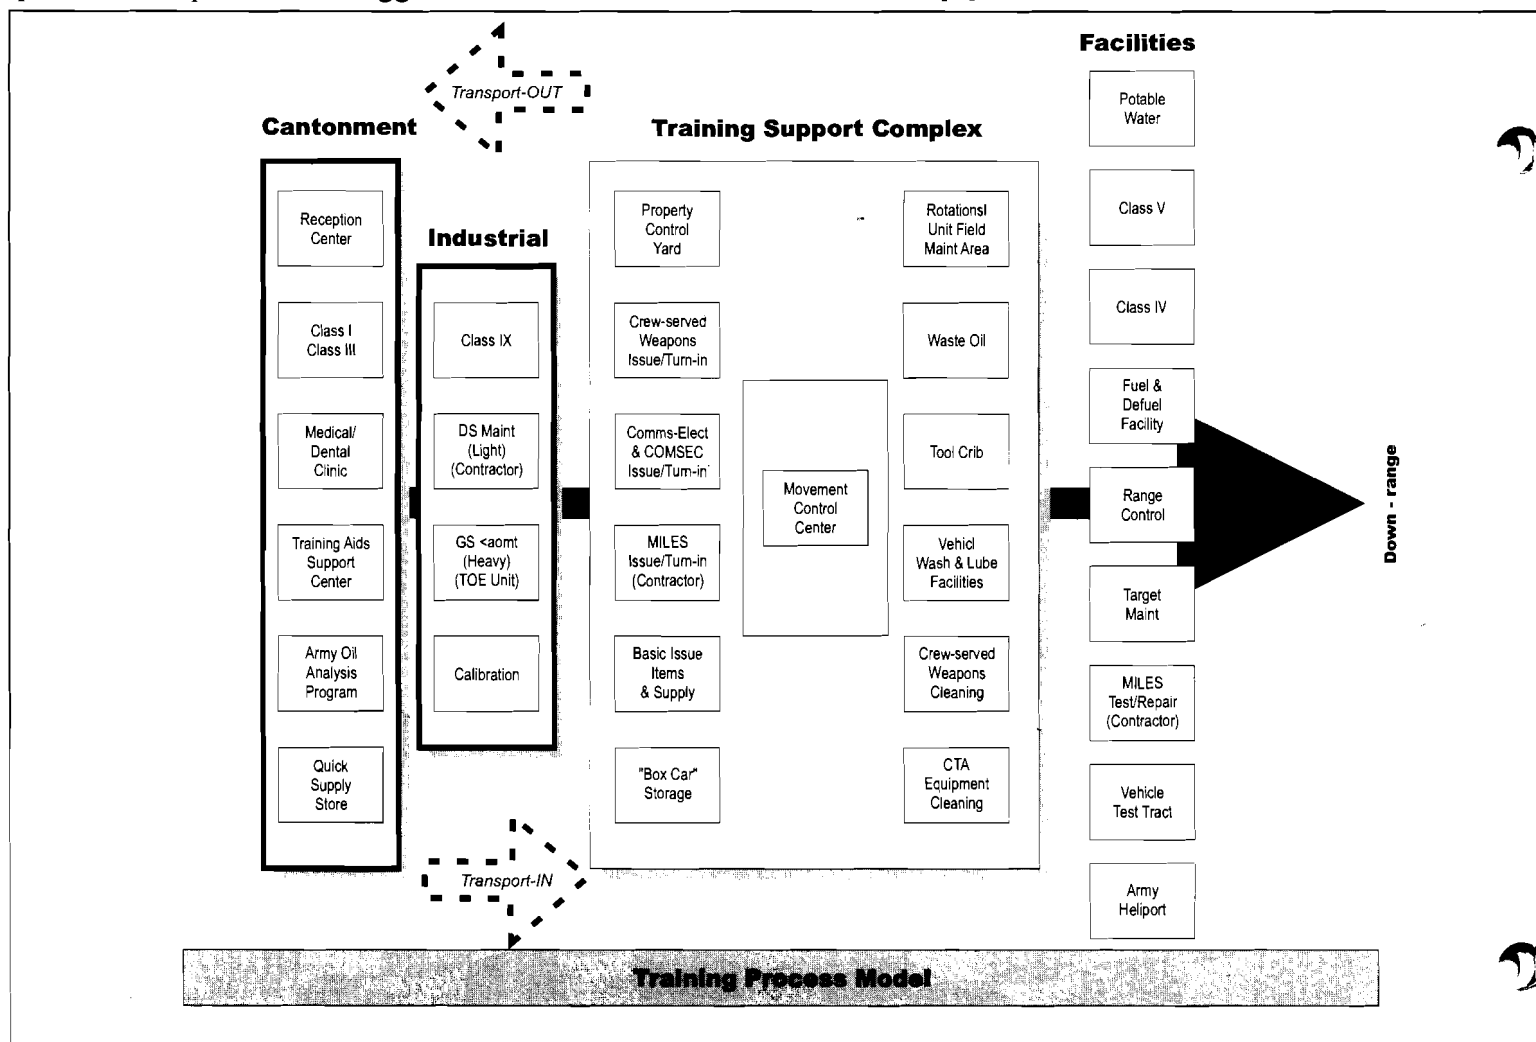 Facilities
Transport-OUT
Cantonment
Training Support Complex
Industrial
Reception
Center
Class I
Class III
Medical/
Dental
Clinic
Training Aids
Support
Center
Army Oil
Analysis
Program
Quick
Supply
Store
Class IX
DS Maint
(Light)
(Contractor)
GS <aomt
(Heavy)
(TOE Unit)
Calibration
Property
Control
Yard
Crew-served
Weapons
Issue/Turn-in
Comms-Elect
& COMSEC
Issue/Turn-in
MILES
Issue/Turn-in
(Contractor)
Basic Issue
Items
& Supply
"Box Car"
Storage
Movement
Control
Center
Rotationsl
Unit Field
Maint Area
Waste Oil
Tool Crib
Vehicl
Wash & Lube
Facilities
Crew-served
Weapons
Cleaning
CTA
Equipment
Cleaning
Potable
Water
Class V
Class IV
Fuel &
Defuel
Facility
Range
Control
Target
Maint
MILES
Test/Repair
(Contractor)
Vehicle
Test Tract
Army
Heliport
Down - range
Transport-IN
Training Process Model